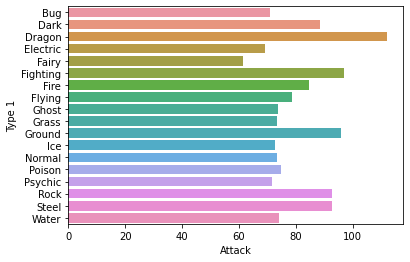 Type 1
Bug
Dark
Dragon
Electric
Fairy
Fighting
Fire
Flying
Ghost
Grass
Ground
Ice
Normal
Poison
Psychic
Rock
Steel
Water
0 20 40 60 80 100
Attack